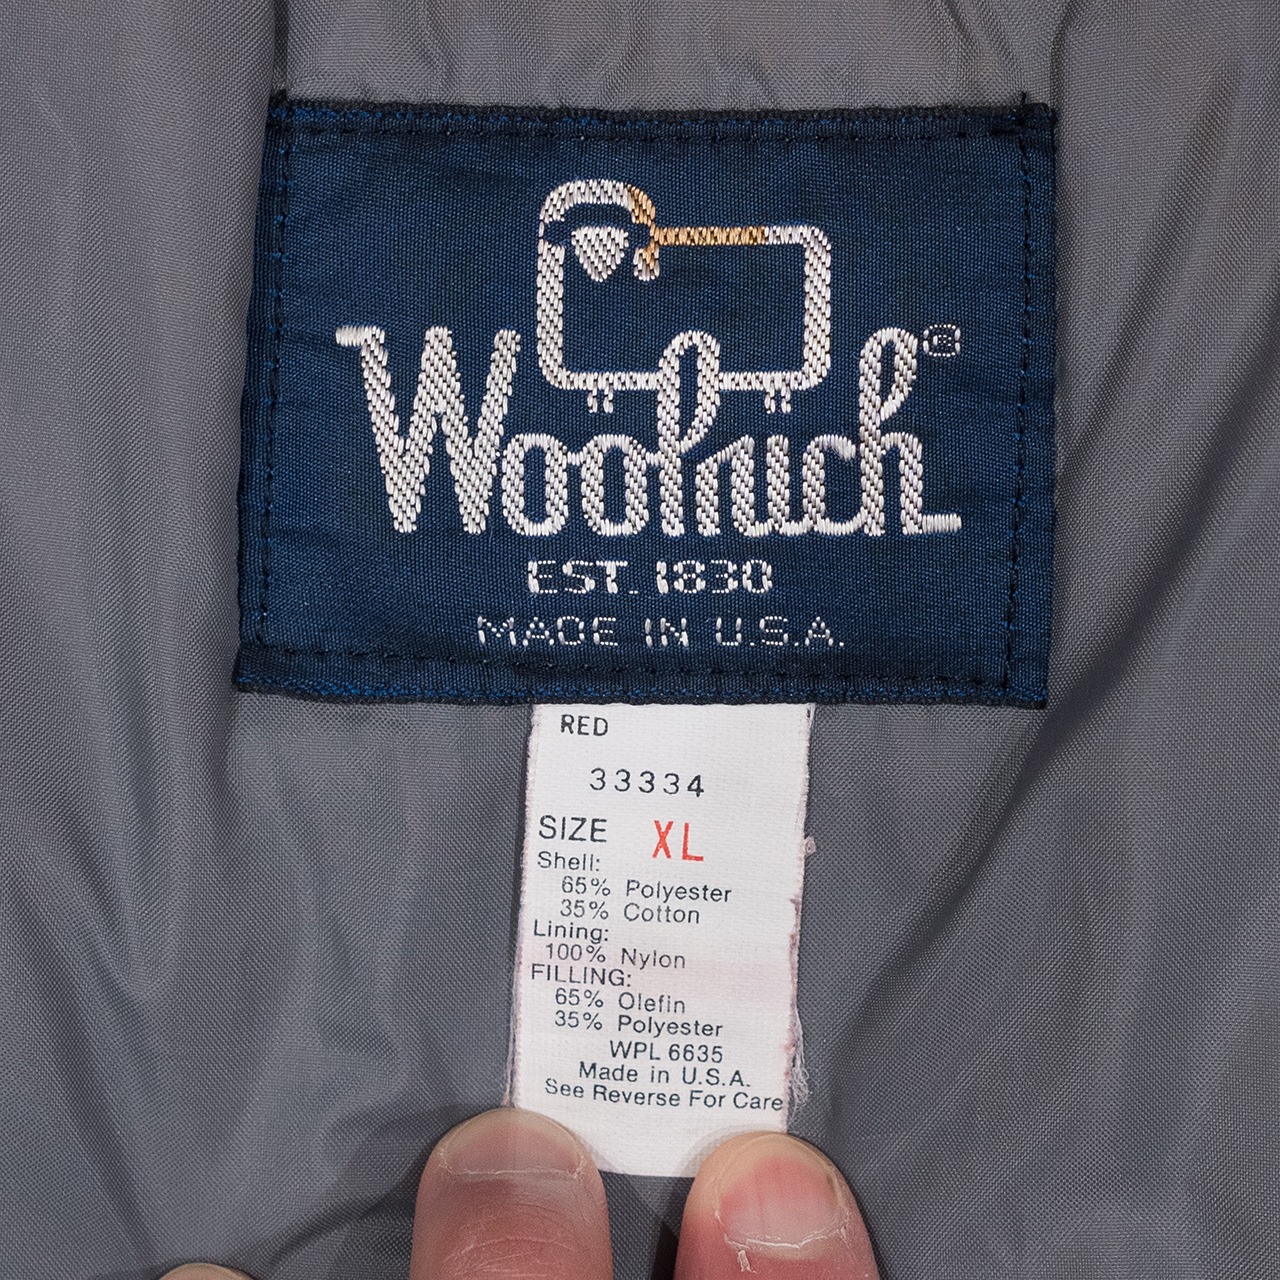 Woolrich®
EST. 1830
MADE IN U.S.A.
RED
33334
SIZE XL
Shell:
65% Polyester
35% Cotton
Lining:
100% Nylon
FILLING:
65% Olefin
35% Polyester
WPL 6635
Made in U.S.A.
See Reverse For Care